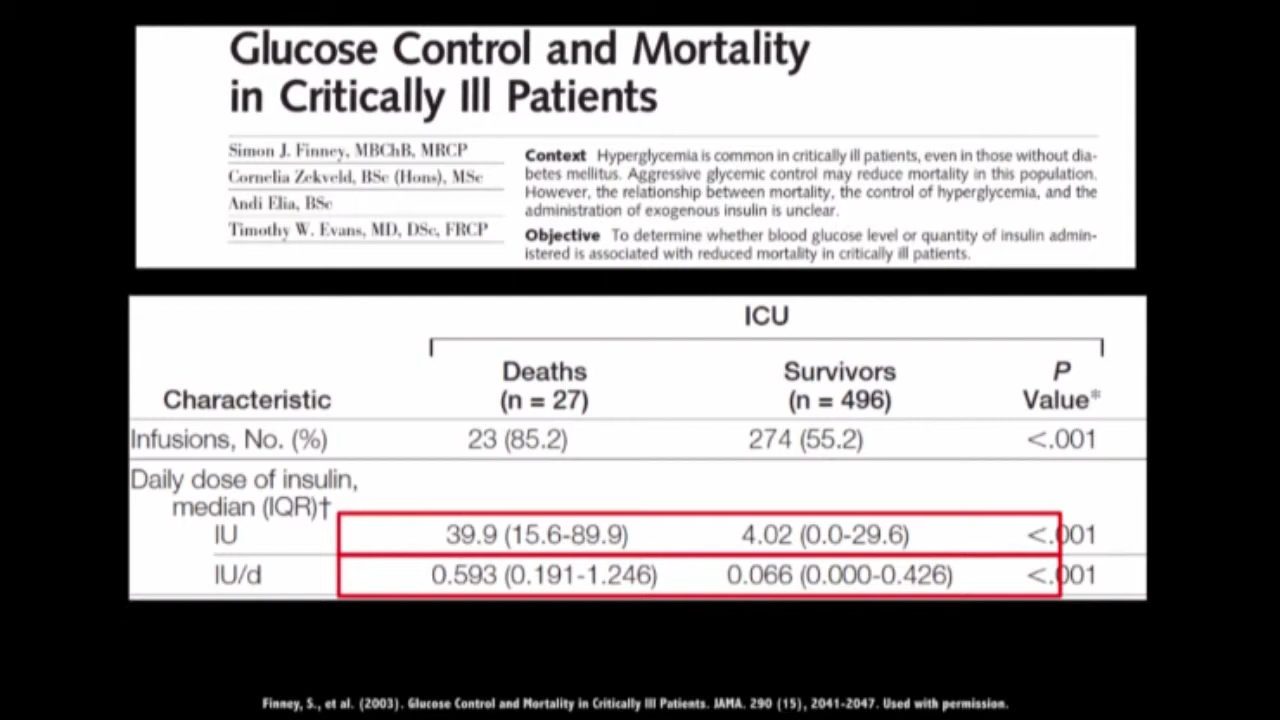 Glucose Control and Mortality
in Critically Ill Patients
Simon J. Finney, MBChB, MRCP
Cornelia Zekveld, BSc (Hons), MSc
Andi Elia, BSc
Timothy W. Evans, MD, DSc, FRCP
Context Hyperglycemia is common in critically ill patients, even in those without dia-
betes mellitus. Aggressive glycemic control may reduce mortality in this population.
However, the relationship between mortality, the control of hyperglycemia, and the
administration of exogenous insulin is unclear.
Objective To determine whether blood glucose level or quantity of insulin admin-
istered is associated with reduced mortality in critically ill patients.
ICU
Characteristic Deaths (n = 27) Survivors (n = 496) P Value*
Infusions, No. (%) 23 (85.2) 274 (55.2) <.001
Daily dose of insulin,
median (IQR)†
IU 39.9 (15.6-89.9) 4.02 (0.0-29.6) <.001
IU/d 0.593 (0.191-1.246) 0.066 (0.000-0.426) <.001
Finney, S., et al. (2003). Glucose Control and Mortality in Critically Ill Patients. JAMA. 290 (15), 2041-2047. Used with permission.